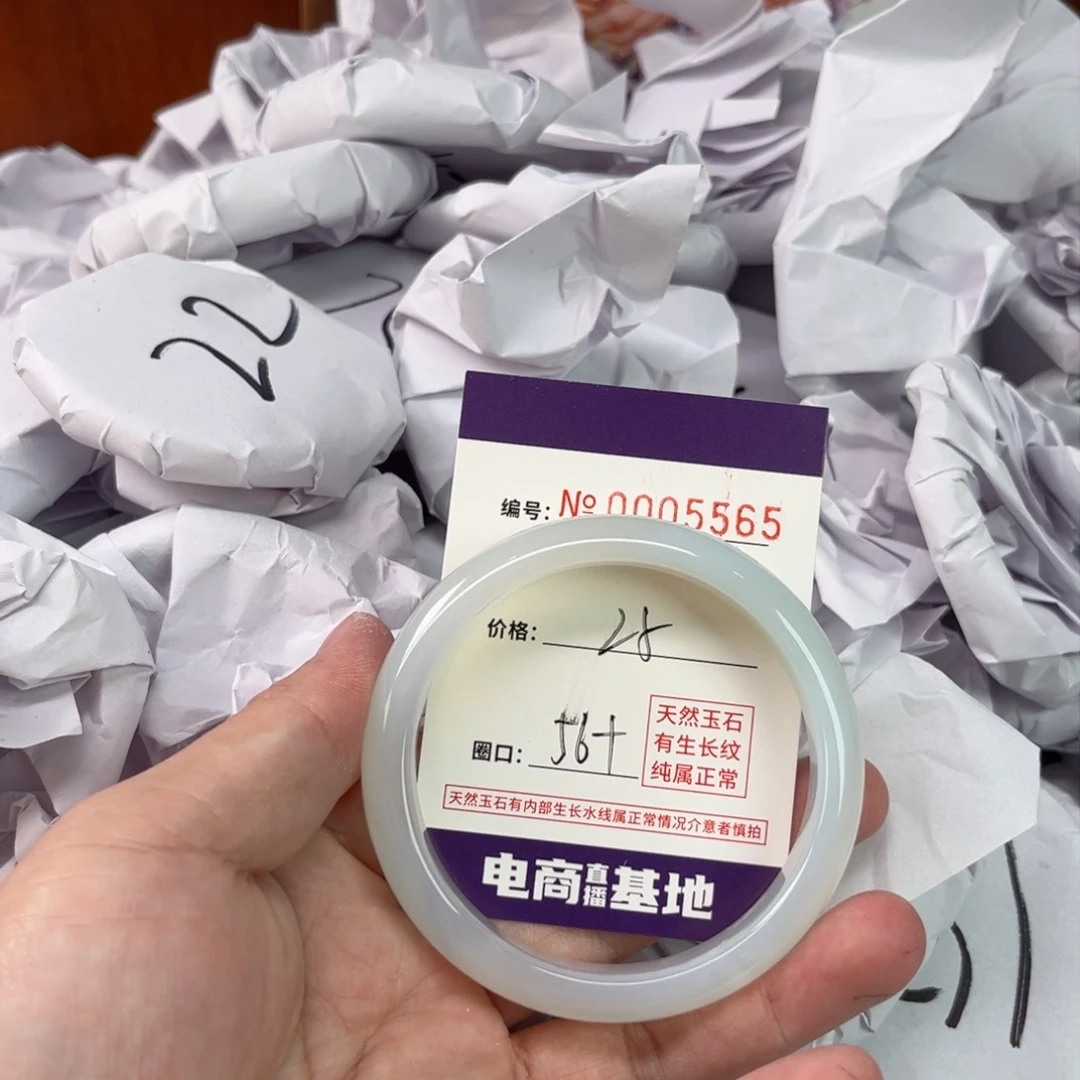 22
编号: № 0005565
价格: 28
圈口: 56+
天然玉石
有生长纹
纯属正常
天然玉石有内部生长水线属正常情况介意者慎拍
电商直播基地